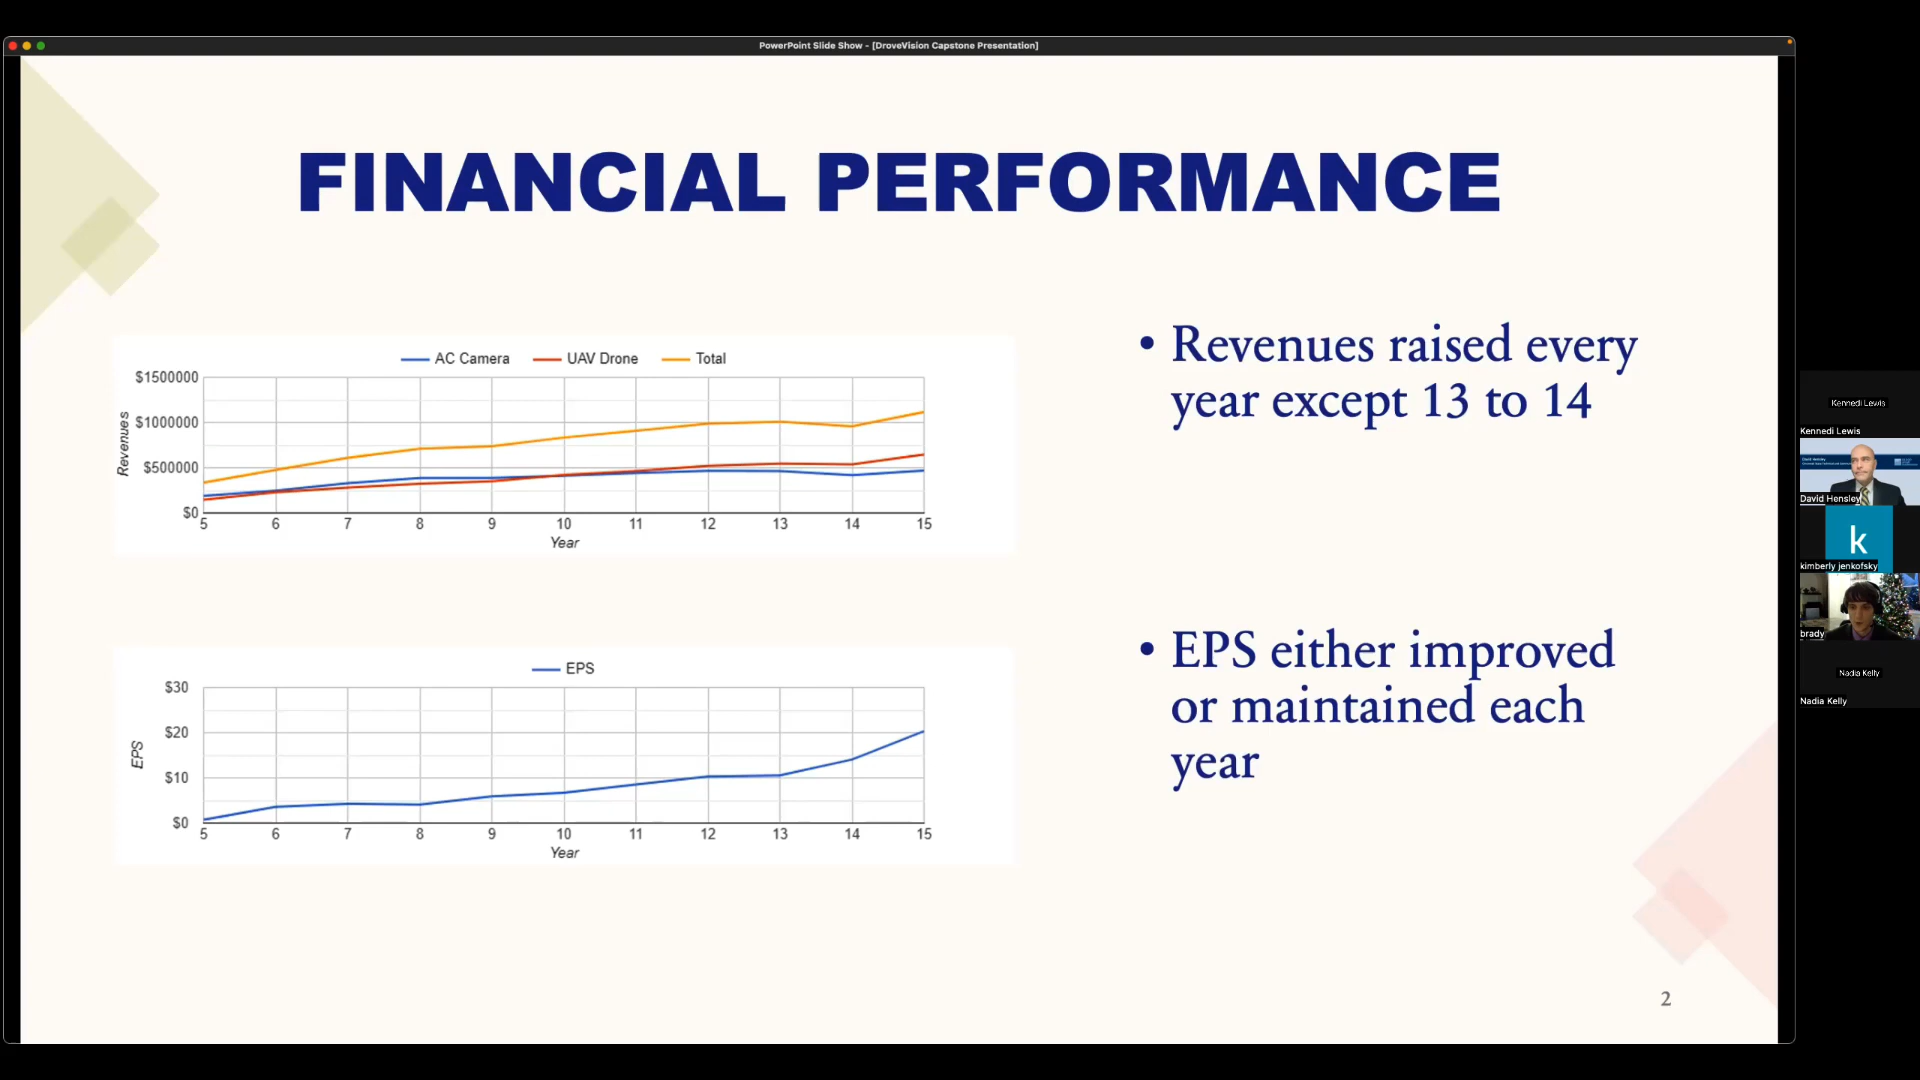 PowerPoint Slide Show - [DroveVision Capstone Presentation]
FINANCIAL PERFORMANCE
AC Camera UAV Drone Total
$1500000
$1000000
$500000
$0
Revenues
5 6 7 8 9 10 11 12 13 14 15
Year
• Revenues raised every
year except 13 to 14
EPS
$30
$20
$10
$0
EPS
5 6 7 8 9 10 11 12 13 14 15
Year
• EPS either improved
or maintained each
year
2
Kennedi Lewis
Kennedi Lewis
David Hensley
k
kimberly jenkofsky
brady
Nadia Kelly
Nadia Kelly